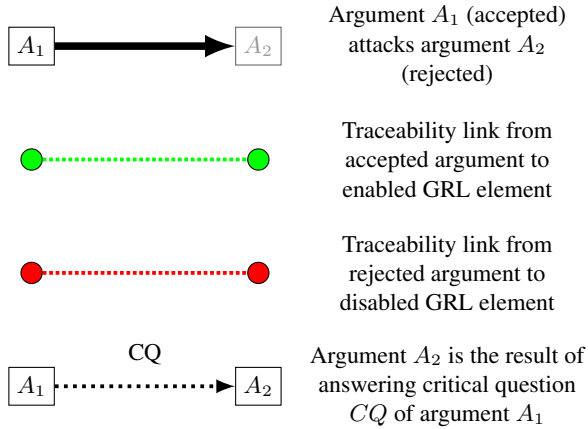 A₁
A₂
Argument A₁ (accepted)
attacks argument A₂
(rejected)
Traceability link from
accepted argument to
enabled GRL element
Traceability link from
rejected argument to
disabled GRL element
CQ
A₁
A₂
Argument A₂ is the result of
answering critical question
CQ of argument A₁